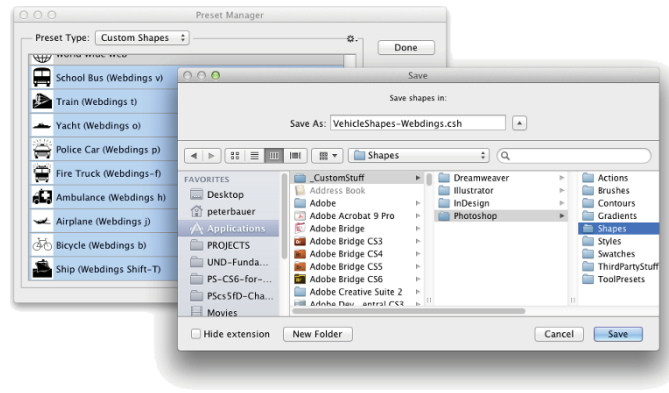 Preset Manager
Preset Type: Custom Shapes
Done
World Wide Web
School Bus (Webdings v)
Train (Webdings t)
Yacht (Webdings o)
Police Car (Webdings p)
Fire Truck (Webdings-f)
Ambulance (Webdings h)
Airplane (Webdings j)
Bicycle (Webdings b)
Ship (Webdings Shift-T)
Save
Save shapes in:
Save As: VehicleShapes-Webdings.csh
Shapes
FAVORITES
Desktop
peterbauer
Applications
PROJECTS
UND-Funda...
PS-CS6-for-...
PScs5fD-Cha...
Movies
_CustomStuff
Address Book
Adobe
Adobe Acrobat 9 Pro
Adobe Bridge
Adobe Bridge CS3
Adobe Bridge CS4
Adobe Bridge CS5
Adobe Bridge CS6
Adobe Creative Suite 2
Adobe Dev...entral CS3
Dreamweaver
Illustrator
InDesign
Photoshop
Actions
Brushes
Contours
Gradients
Shapes
Styles
Swatches
ThirdPartyStuff
ToolPresets
Hide extension
New Folder
Cancel
Save